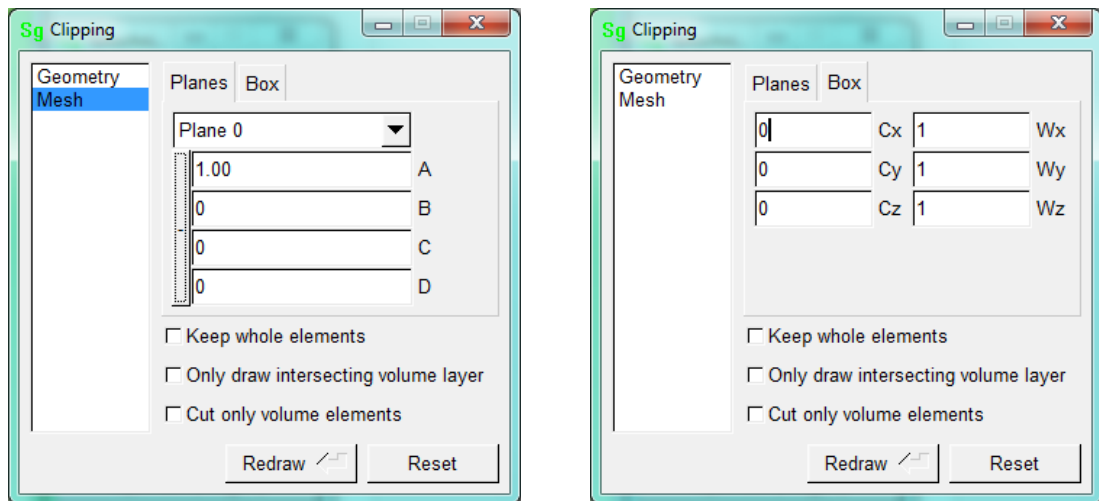 Sg Clipping
Geometry
Mesh
Planes Box
Plane 0
1.00 A
0 B
0 C
0 D
Keep whole elements
Only draw intersecting volume layer
Cut only volume elements
Redraw Reset
Sg Clipping
Geometry
Mesh
Planes Box
0 Cx 1 Wx
0 Cy 1 Wy
0 Cz 1 Wz
Keep whole elements
Only draw intersecting volume layer
Cut only volume elements
Redraw Reset